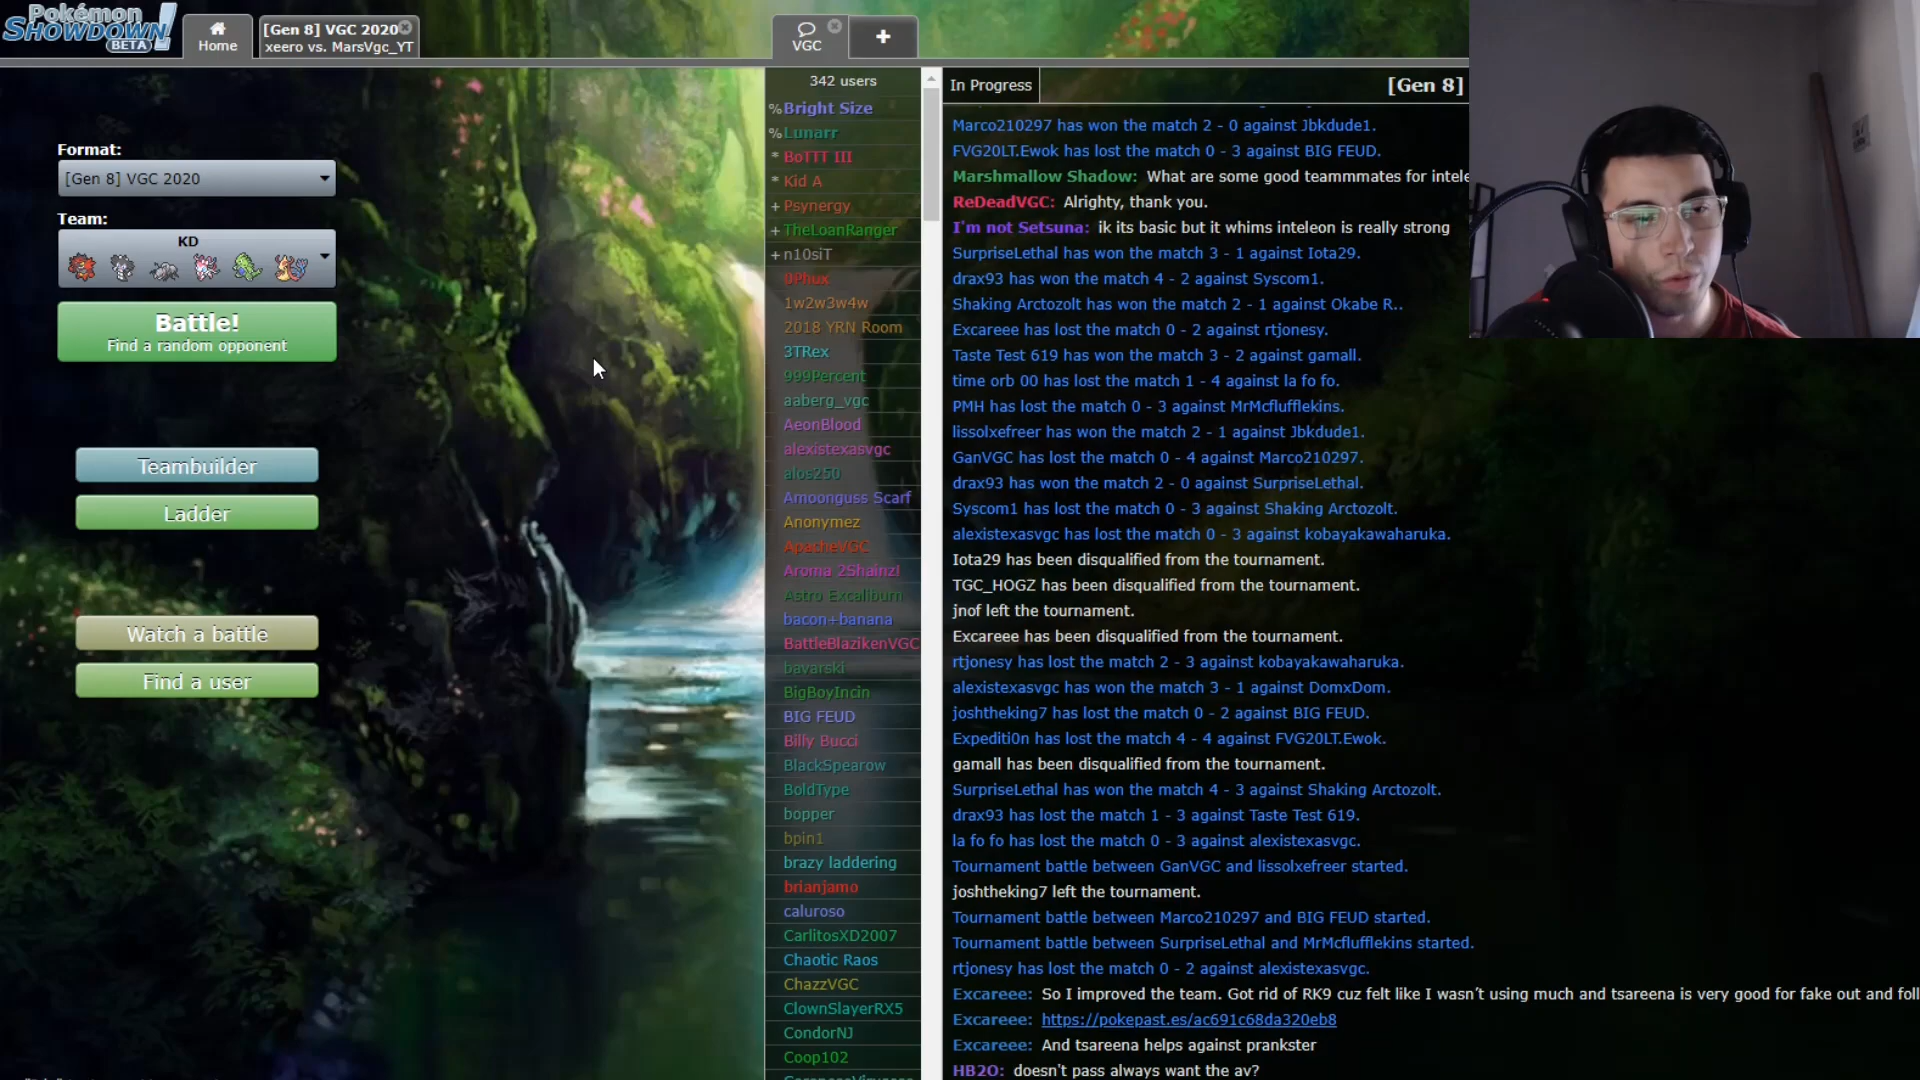 Pokémon
SHOWDOWN!
BETA
Home
[Gen 8] VGC 2020
xeero vs. MarsVgc_YT
VGC
Format:
[Gen 8] VGC 2020
Team:
KD
Battle!
Find a random opponent
Teambuilder
Ladder
Watch a battle
Find a user
342 users
%Bright Size
%Lunarr
* BoTTT III
* Kid A
+ Psynergy
+ TheLoanRanger
+ n10siT
0Phux
1w2w3w4w
2018 YRN Room
3TRex
999Percent
aaberg_vgc
AeonBlood
alexistexasvgc
alos250
Amoonguss Scarf
Anonymez
ApacheVGC
Aroma 2Shainz!
Astro Excaliburn
bacon+banana
BattleBlazikenVGC
bavarski
BigBoyIncin
BIG FEUD
Billy Bucci
BlackSpearow
BoldType
bopper
bpin1
brazy laddering
brianjamo
caluroso
CarlitosXD2007
Chaotic Raos
ChazzVGC
ClownSlayerRX5
CondorNJ
Coop102
In Progress
[Gen 8]
Marco210297 has won the match 2 - 0 against Jbkdude1.
FVG20LT.Ewok has lost the match 0 - 3 against BIG FEUD.
Marshmallow Shadow: What are some good teammmates for intele
ReDeadVGC: Alrighty, thank you.
I'm not Setsuna: ik its basic but it whims inteleon is really strong
SurpriseLethal has won the match 3 - 1 against Iota29.
drax93 has won the match 4 - 2 against Syscom1.
Shaking Arctozolt has won the match 2 - 1 against Okabe R..
Excareee has lost the match 0 - 2 against rtjonesy.
Taste Test 619 has won the match 3 - 2 against gamall.
time orb 00 has lost the match 1 - 4 against la fo fo.
PMH has lost the match 0 - 3 against MrMcflufflekins.
lissolxefreer has won the match 2 - 1 against Jbkdude1.
GanVGC has lost the match 0 - 4 against Marco210297.
drax93 has won the match 2 - 0 against SurpriseLethal.
Syscom1 has lost the match 0 - 3 against Shaking Arctozolt.
alexistexasvgc has lost the match 0 - 3 against kobayakawaharuka.
Iota29 has been disqualified from the tournament.
TGC_HOGZ has been disqualified from the tournament.
jnof left the tournament.
Excareee has been disqualified from the tournament.
rtjonesy has lost the match 2 - 3 against kobayakawaharuka.
alexistexasvgc has won the match 3 - 1 against DomxDom.
joshtheking7 has lost the match 0 - 2 against BIG FEUD.
Expediti0n has lost the match 4 - 4 against FVG20LT.Ewok.
gamall has been disqualified from the tournament.
SurpriseLethal has won the match 4 - 3 against Shaking Arctozolt.
drax93 has lost the match 1 - 3 against Taste Test 619.
la fo fo has lost the match 0 - 3 against alexistexasvgc.
Tournament battle between GanVGC and lissolxefreer started.
joshtheking7 left the tournament.
Tournament battle between Marco210297 and BIG FEUD started.
Tournament battle between SurpriseLethal and MrMcflufflekins started.
rtjonesy has lost the match 0 - 2 against alexistexasvgc.
Excareee: So I improved the team. Got rid of RK9 cuz felt like I wasn't using much and tsareena is very good for fake out and foll
Excareee: https://pokepast.es/ac691c68da320eb8
Excareee: And tsareena helps against prankster
HB2O: doesn't pass always want the av?